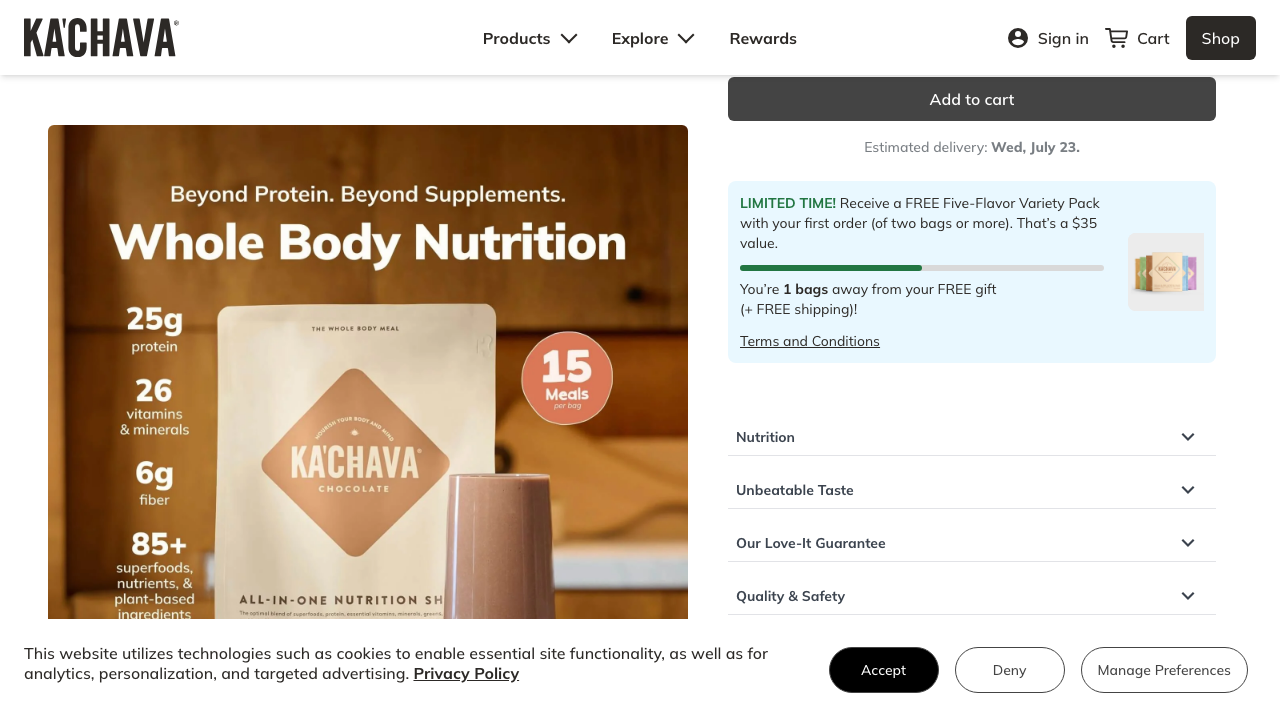 KA'CHAVA®
Products
Explore
Rewards
Sign in
Cart
Shop
Add to cart
Estimated delivery: Wed, July 23.
LIMITED TIME! Receive a FREE Five-Flavor Variety Pack
with your first order (of two bags or more). That's a $35
value.
You're 1 bags away from your FREE gift
(+ FREE shipping)!
Terms and Conditions
Nutrition
Unbeatable Taste
Our Love-It Guarantee
Quality & Safety
Beyond Protein. Beyond Supplements.
Whole Body Nutrition
25g
protein
26
vitamins
& minerals
6g
fiber
85+
superfoods,
nutrients, &
plant-based
ingredients
THE WHOLE BODY MEAL
NOURISH YOUR BODY AND MIND
KA'CHAVA®
CHOCOLATE
ALL-IN-ONE NUTRITION SH
The optimal blend of superfoods, protein, essential vitamins, minerals, greens,
15
Meals
per bag
This website utilizes technologies such as cookies to enable essential site functionality, as well as for
analytics, personalization, and targeted advertising. Privacy Policy
Accept
Deny
Manage Preferences